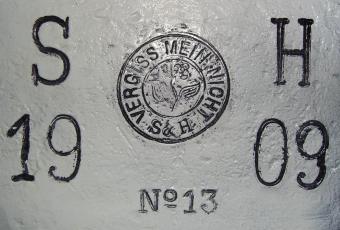 S H
VERGISS MEIN NICHT
S&H
19 09
Nº13